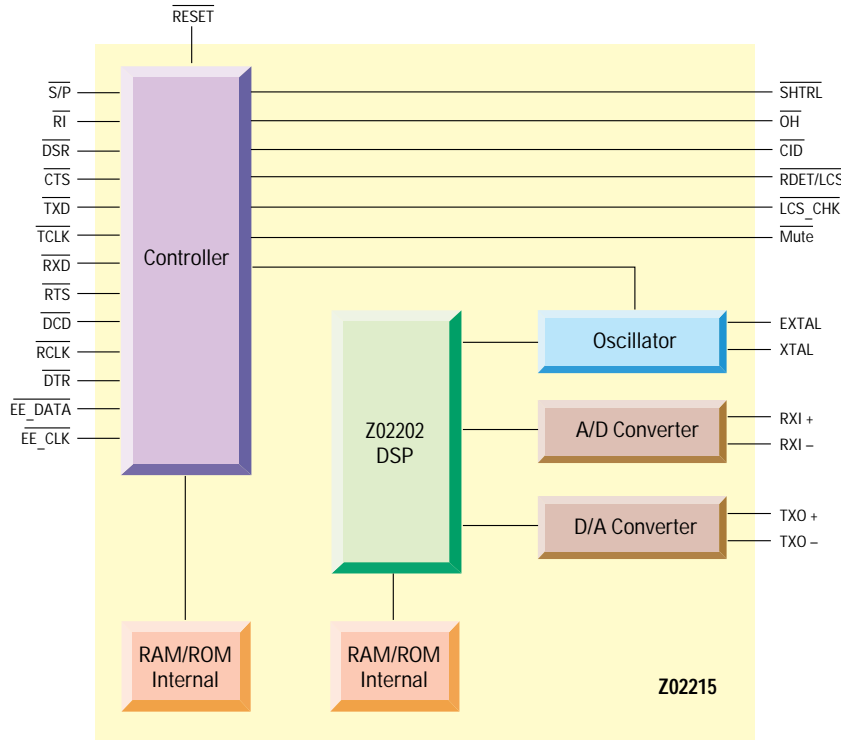 RESET
S/P
RI
DSR
CTS
TXD
TCLK
RXD
RTS
DCD
RCLK
DTR
EE_DATA
EE_CLK
Controller
SHTRL
OH
CID
RDET/LCS
LCS_CHK
Mute
Z02202
DSP
Oscillator
EXTAL
XTAL
A/D Converter
RXI +
RXI –
D/A Converter
TXO +
TXO –
RAM/ROM
Internal
RAM/ROM
Internal
Z02215